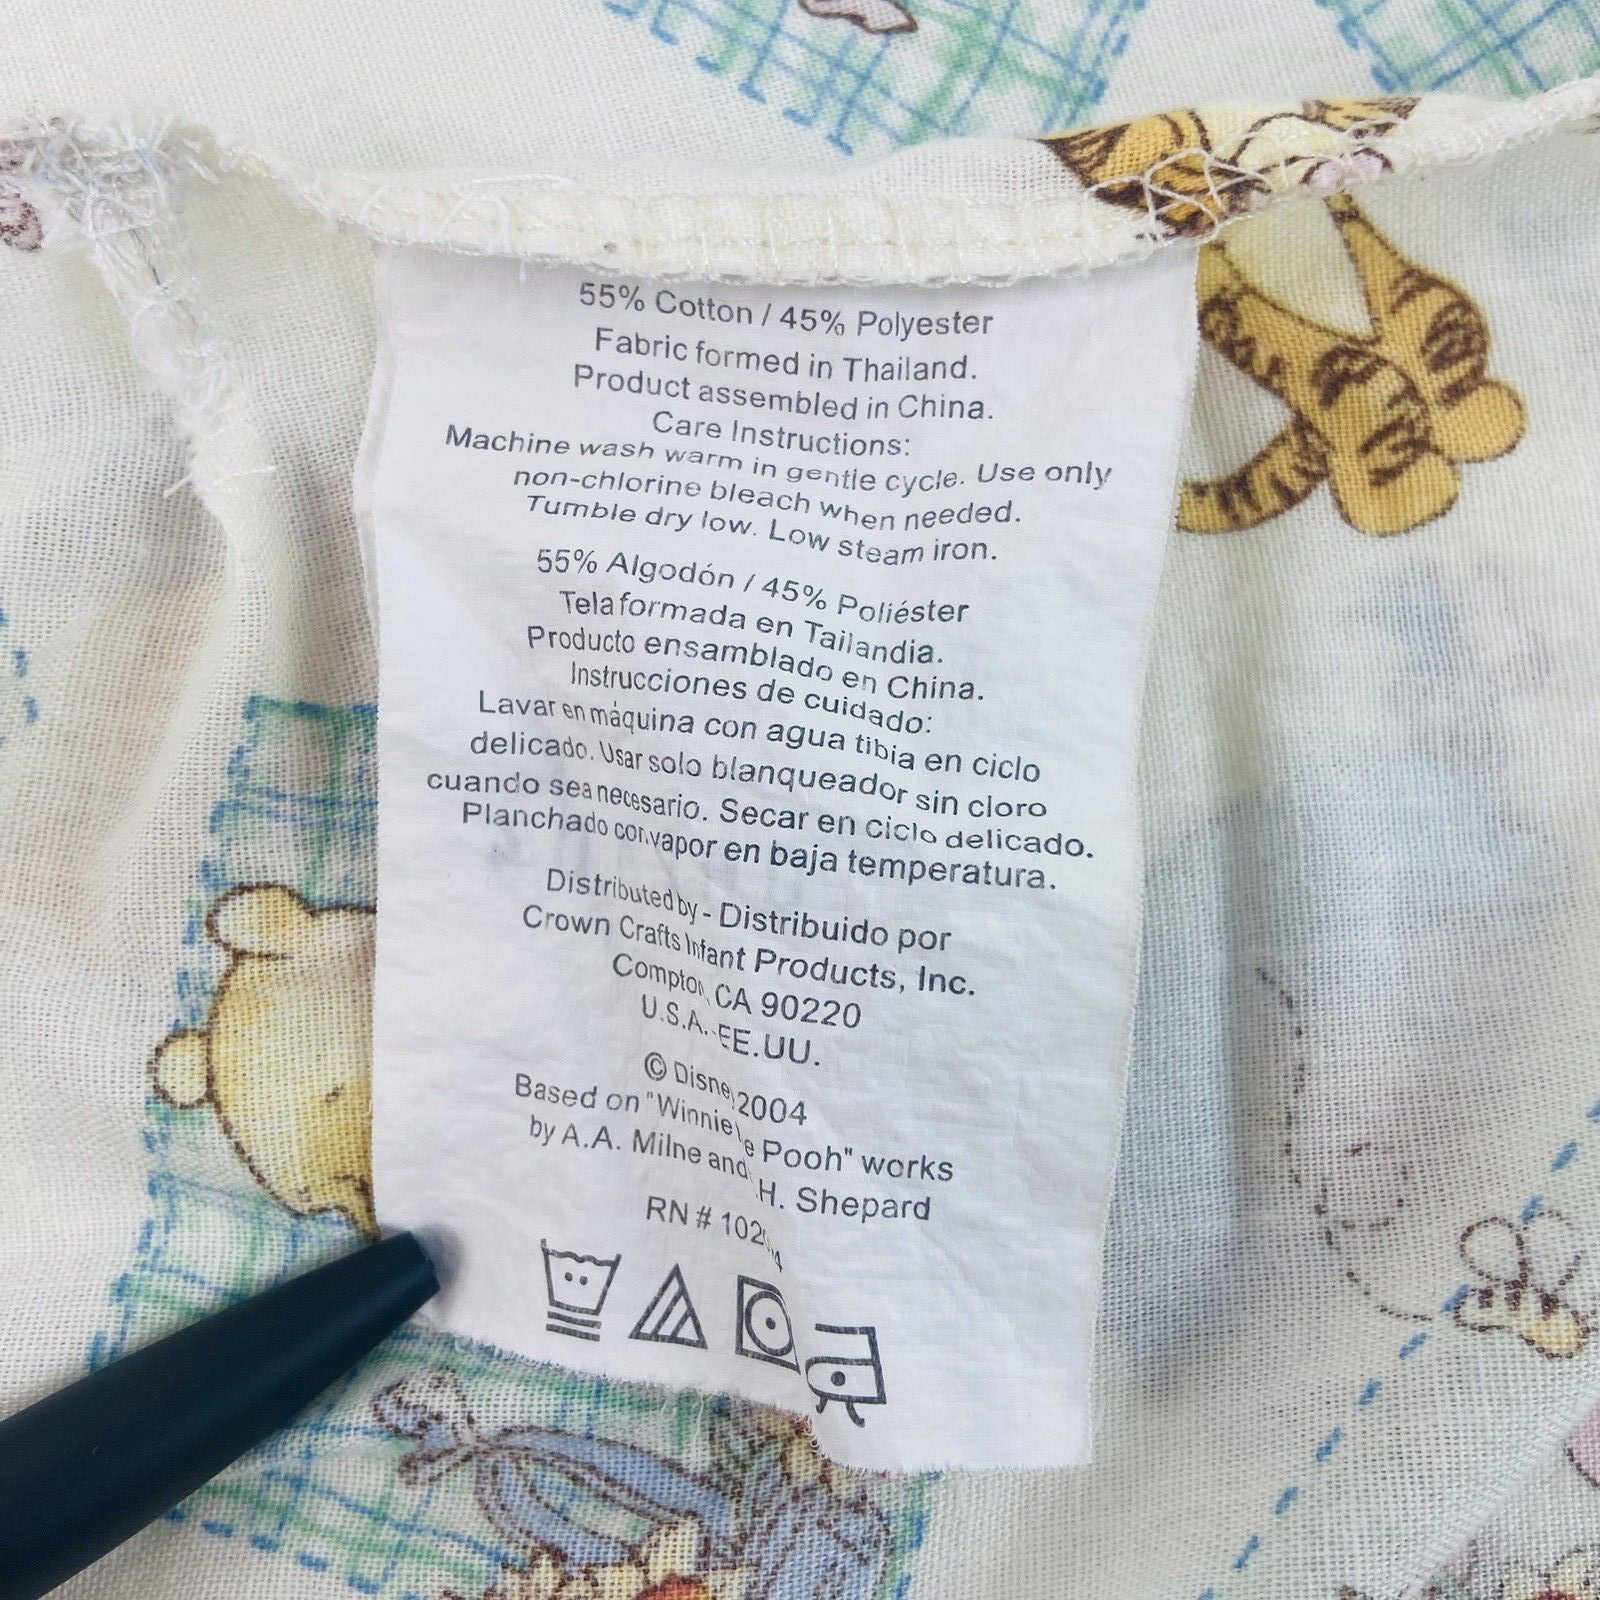 55% Cotton / 45% Polyester
Fabric formed in Thailand.
Product assembled in China.
Care Instructions:
Machine wash warm in gentle cycle. Use only
non-chlorine bleach when needed.
Tumble dry low. Low steam iron.
55% Algodón / 45% Poliéster
Tela formada en Tailandia.
Producto ensamblado en China.
Instrucciones de cuidado:
Lavar en máquina con agua tibia en ciclo
delicado. Usar solo blanqueador sin cloro
cuando sea necesario. Secar en ciclo delicado.
Planchado con vapor en baja temperatura.
Distributed by - Distribuido por
Crown Crafts Infant Products, Inc.
Compton, CA 90220
U.S.A.-EE.UU.
© Disney 2004
Based on "Winnie the Pooh" works
by A.A. Milne and H. Shepard
RN #